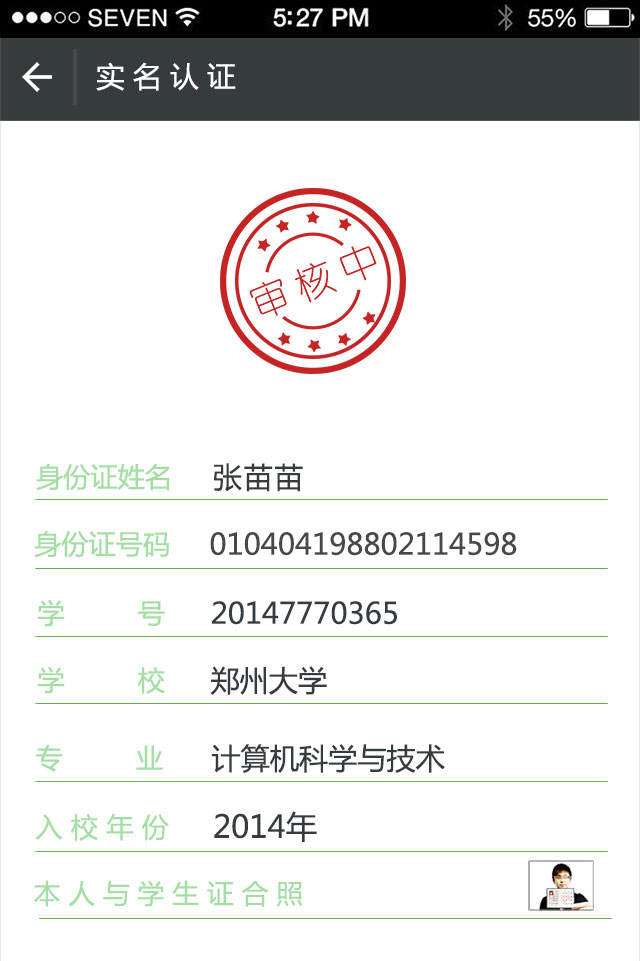 SEVEN 5:27 PM 55%
实名认证
审核中
身份证姓名 张苗苗
身份证号码 010404198802114598
学号 20147770365
学校 郑州大学
专业 计算机科学与技术
入校年份 2014年
本人与学生证合照